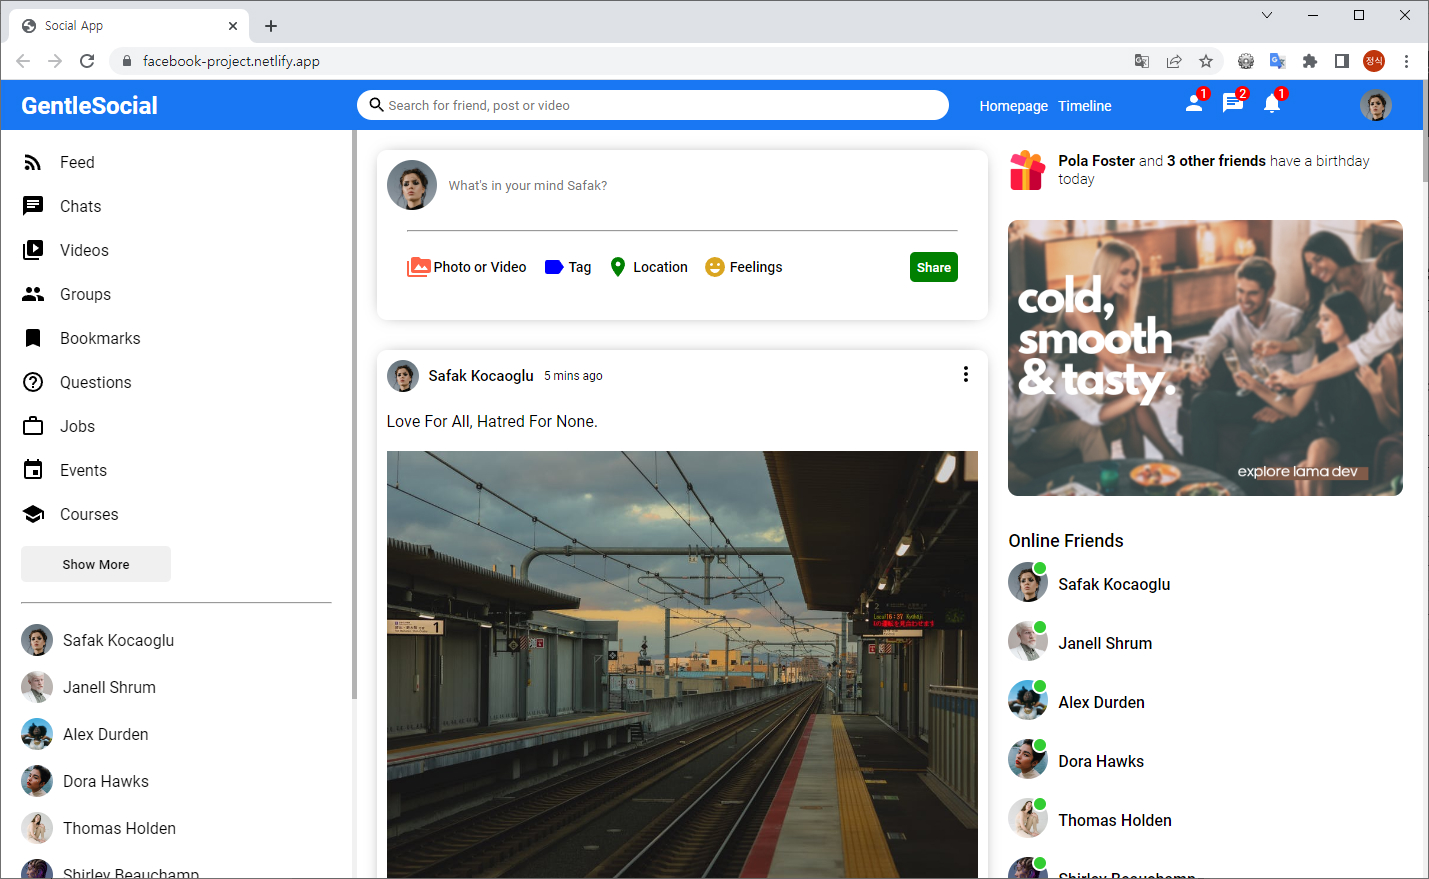 Social App
facebook-project.netlify.app
정식
GentleSocial
Search for friend, post or video
Homepage Timeline
1
2
1
Feed
Chats
Videos
Groups
Bookmarks
Questions
Jobs
Events
Courses
Show More
Safak Kocaoglu
Janell Shrum
Alex Durden
Dora Hawks
Thomas Holden
Shirley Beauchamp
What's in your mind Safak?
Photo or Video
Tag
Location
Feelings
Share
Safak Kocaoglu 5 mins ago
Love For All, Hatred For None.
1
Pola Foster and 3 other friends have a birthday
today
cold,
smooth
& tasty.
explore lama dev
Online Friends
Safak Kocaoglu
Janell Shrum
Alex Durden
Dora Hawks
Thomas Holden
Shirley Beauchamp